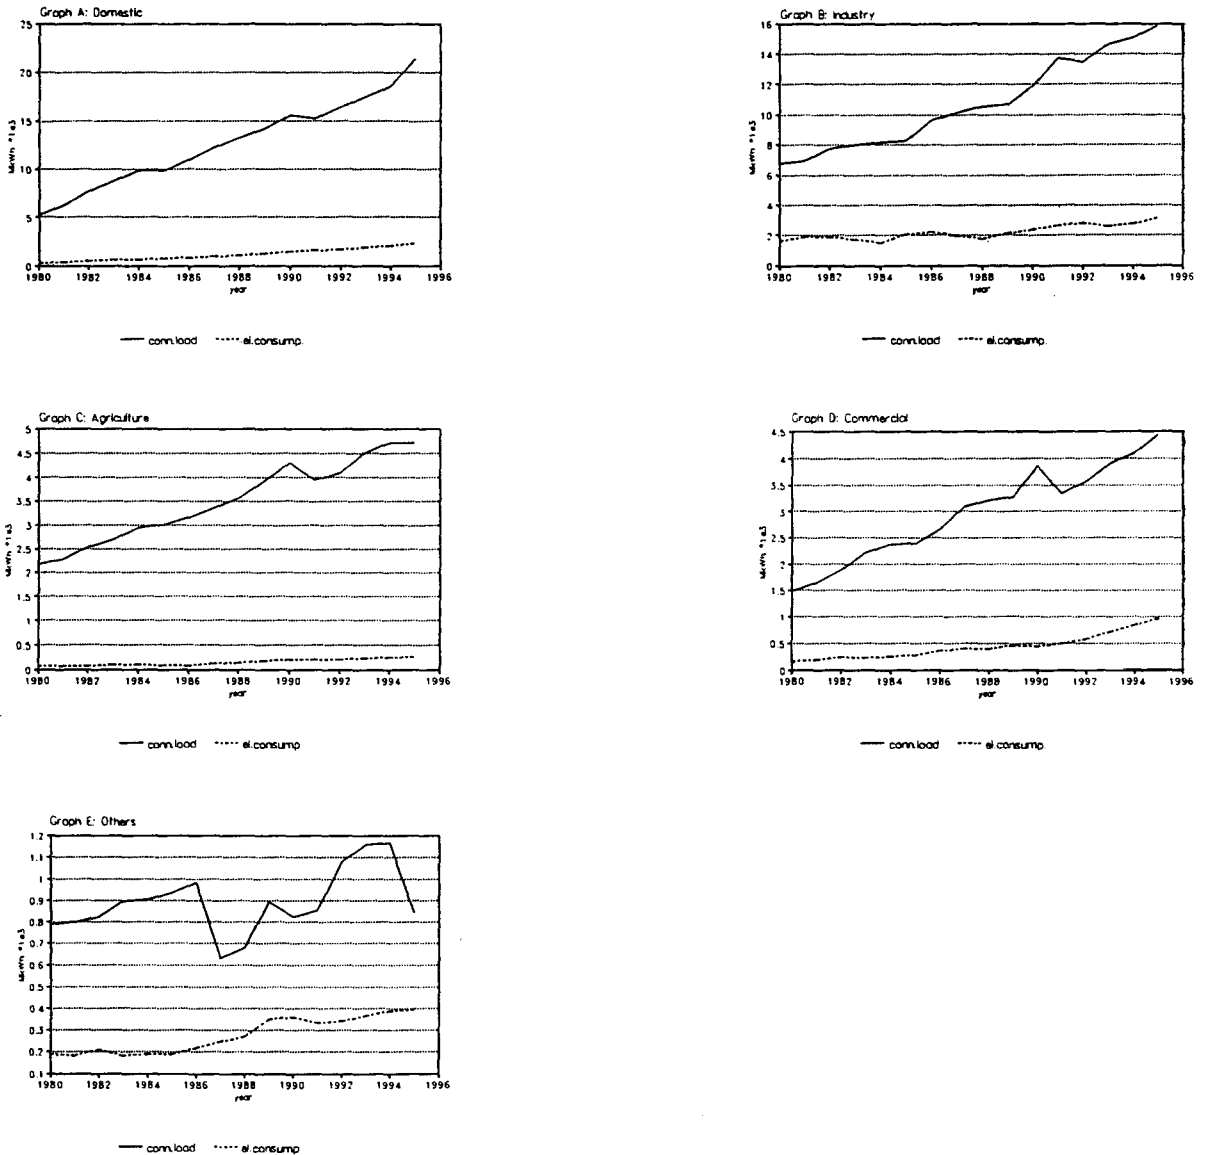 Graph A: Domestic
25
20
15
10
5
0
1980 1982 1984 1986 1988 1990 1992 1994 1996
year
conn.load el.consump.
Graph B: Industry
16
14
12
10
8
6
4
2
0
1980 1982 1984 1986 1988 1990 1992 1994 1996
year
conn.load el.consump.
Graph C: Agriculture
5
4.5
4
3.5
3
2.5
2
1.5
1
0.5
0
1980 1982 1984 1986 1988 1990 1992 1994 1996
year
conn.load el.consump
Graph D: Commercial
4.5
4
3.5
3
2.5
2
1.5
1
0.5
0
1980 1982 1984 1986 1988 1990 1992 1994 1996
year
conn.load el.consump
Graph E: Others
1.2
1.1
1
0.9
0.8
0.7
0.6
0.5
0.4
0.3
0.2
0.1
1980 1982 1984 1986 1988 1990 1992 1994 1996
year
conn.load el.consump